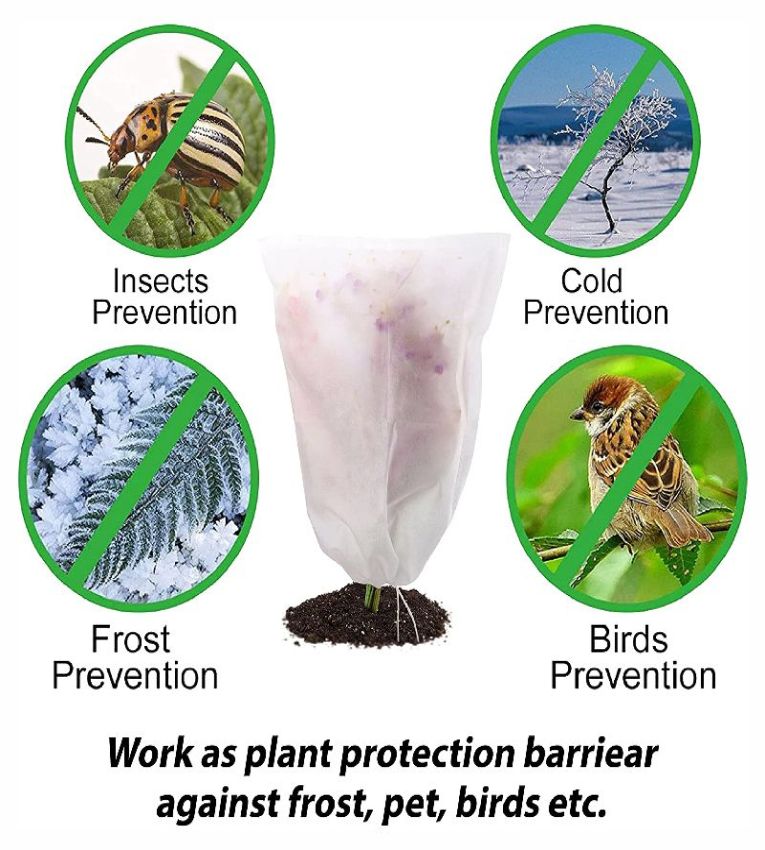 Insects
Prevention
Cold
Prevention
Frost
Prevention
Birds
Prevention
Work as plant protection barriear
against frost, pet, birds etc.